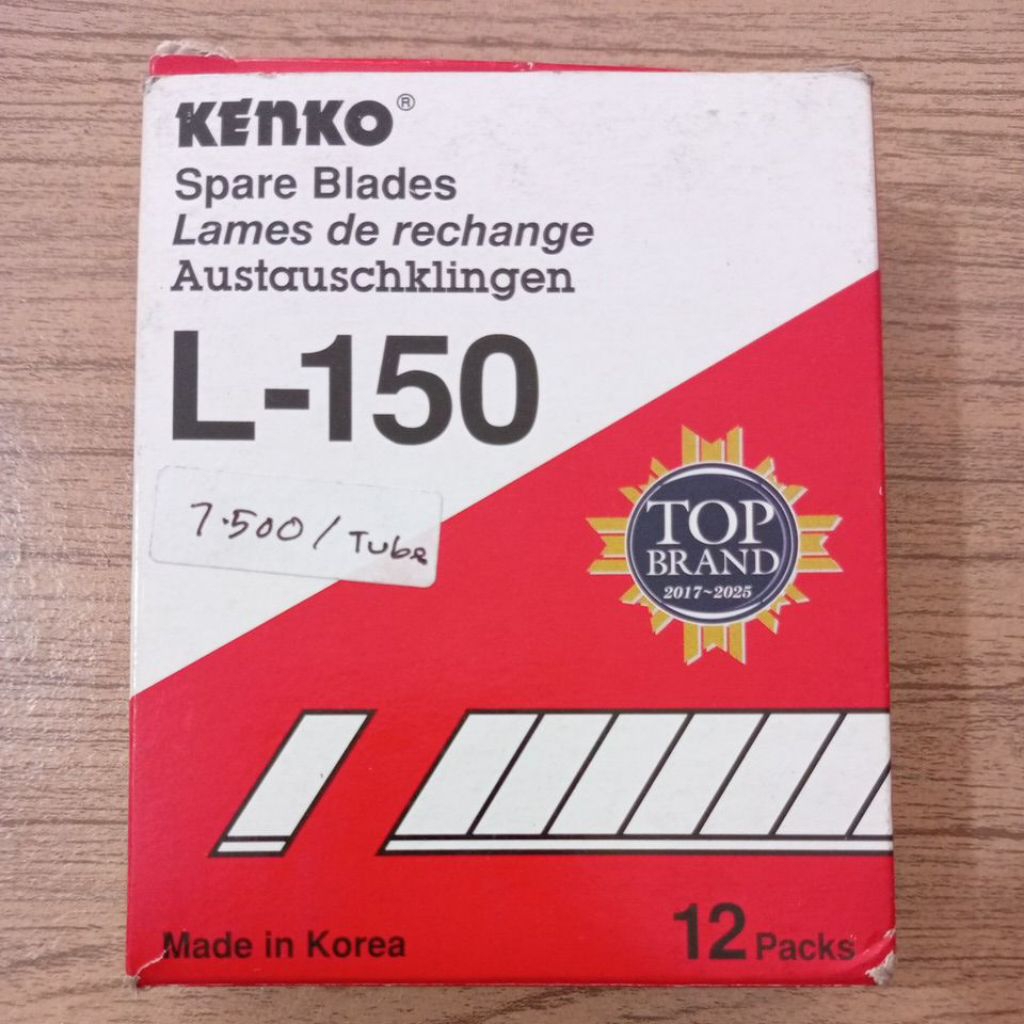 KENKO®
Spare Blades
Lames de rechange
Austauschklingen
L-150
7.500/Tube
TOP
BRAND
2017~2025
Made in Korea
12 Packs